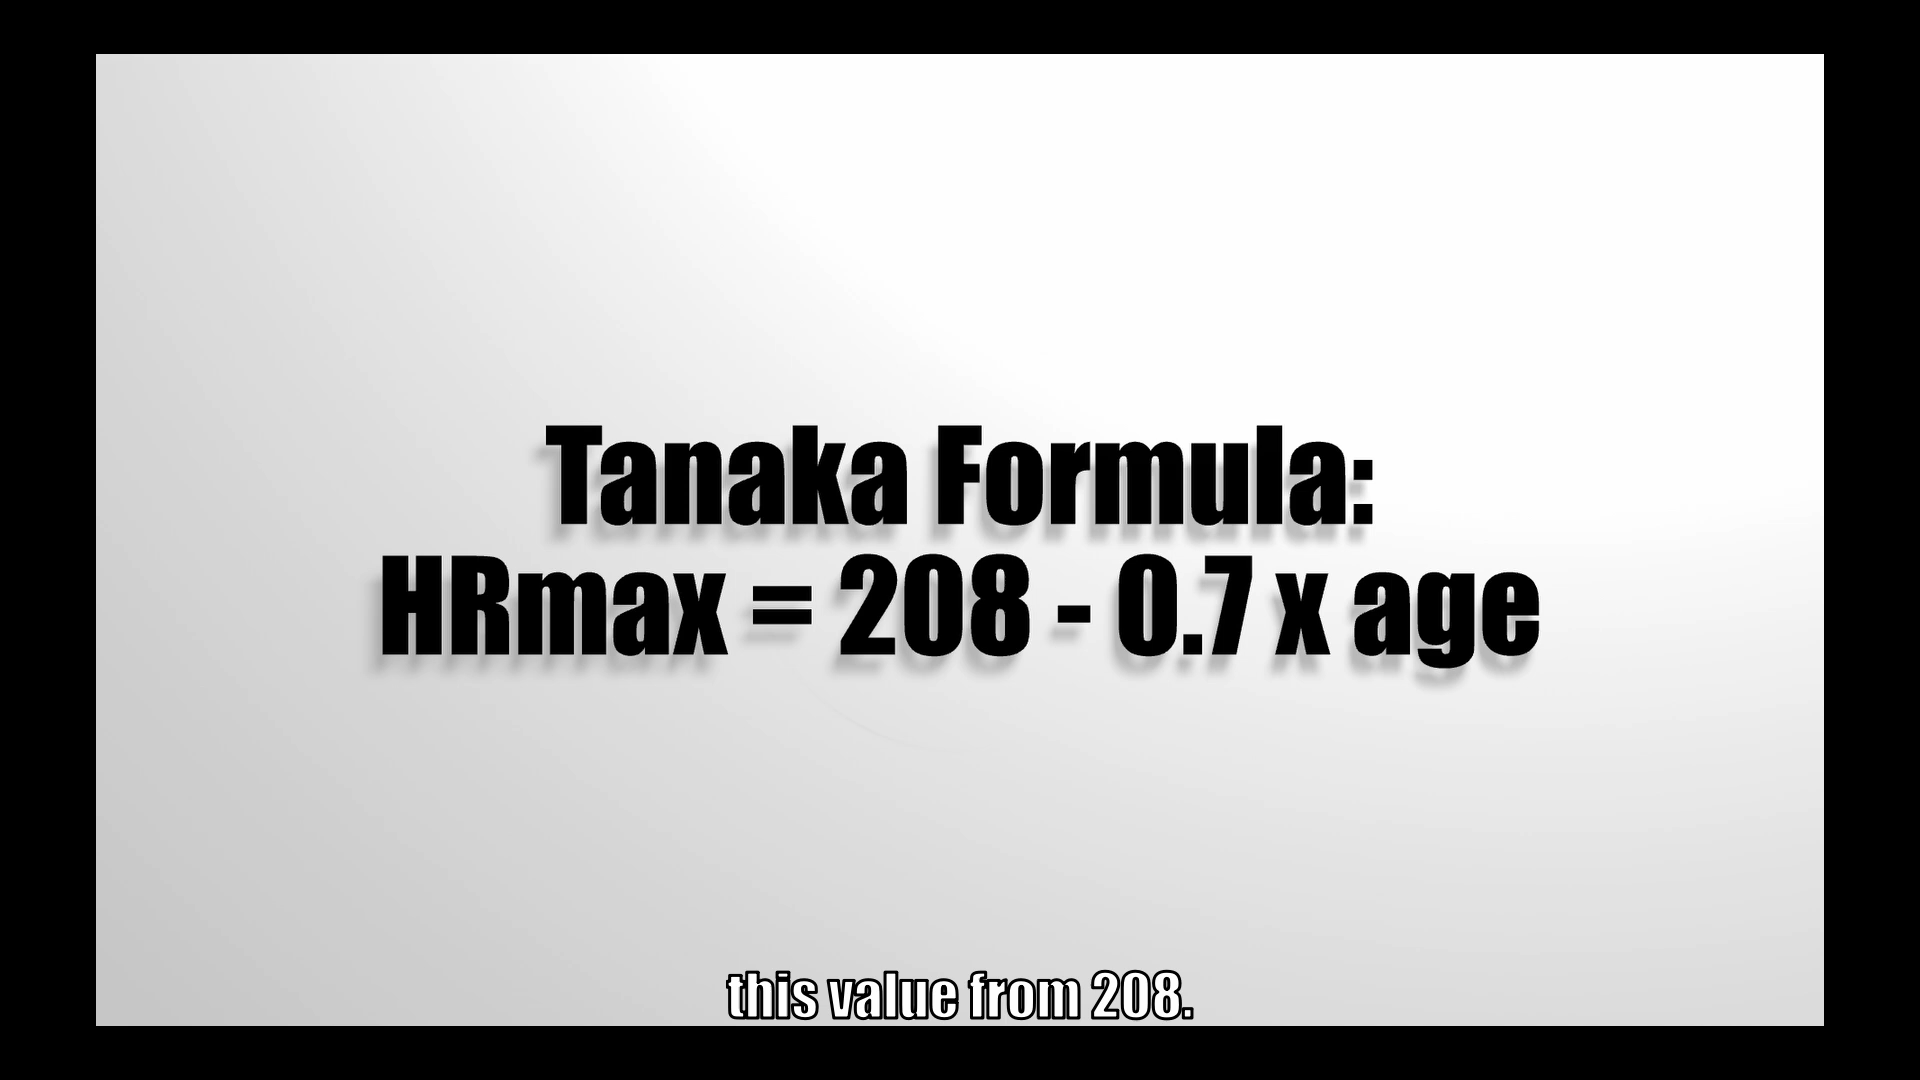 Tanaka Formula:
HRmax = 208 - 0.7 x age
this value from 208.